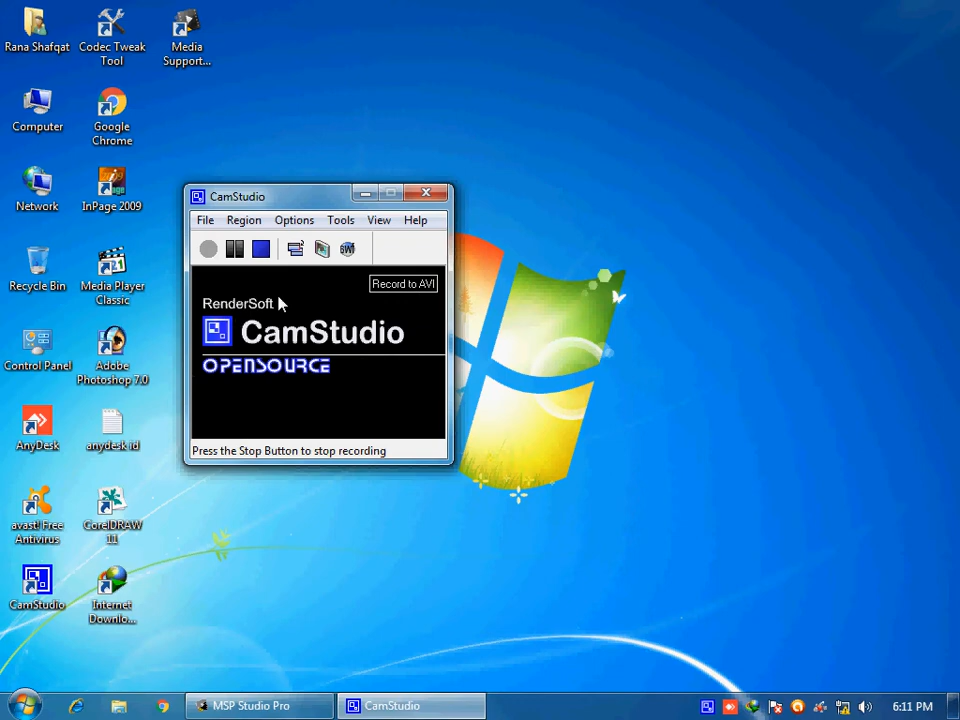 Rana Shafqat
Codec Tweak
Tool
Media
Support...
Computer
Google
Chrome
Network
InPage 2009
Recycle Bin
Media Player
Classic
Control Panel
Adobe
Photoshop 7.0
AnyDesk
anydesk id
avast! Free
Antivirus
CorelDRAW
11
CamStudio
Internet
Downlo...
CamStudio
File Region Options Tools View Help
Record to AVI
RenderSoft
CamStudio
OPENSOURCE
Press the Stop Button to stop recording
MSP Studio Pro
CamStudio
6:11 PM